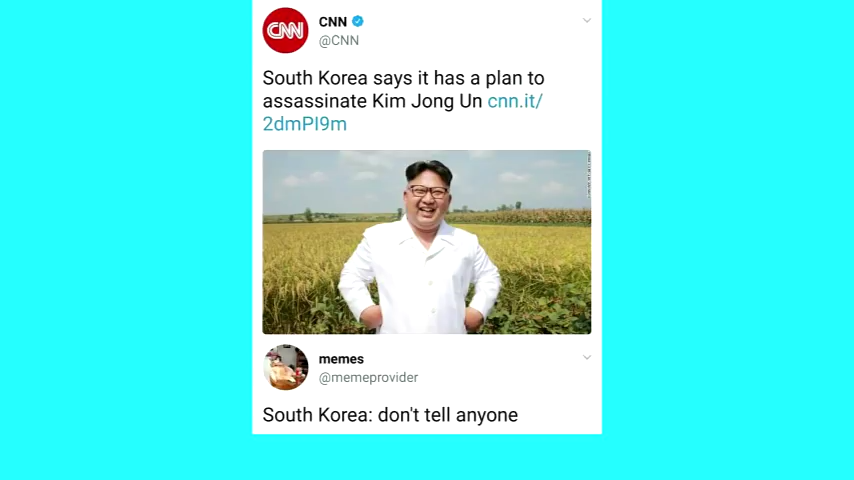 CNN
CNN
@CNN
South Korea says it has a plan to
assassinate Kim Jong Un cnn.it/
2dmPI9m
memes
@memeprovider
South Korea: don't tell anyone